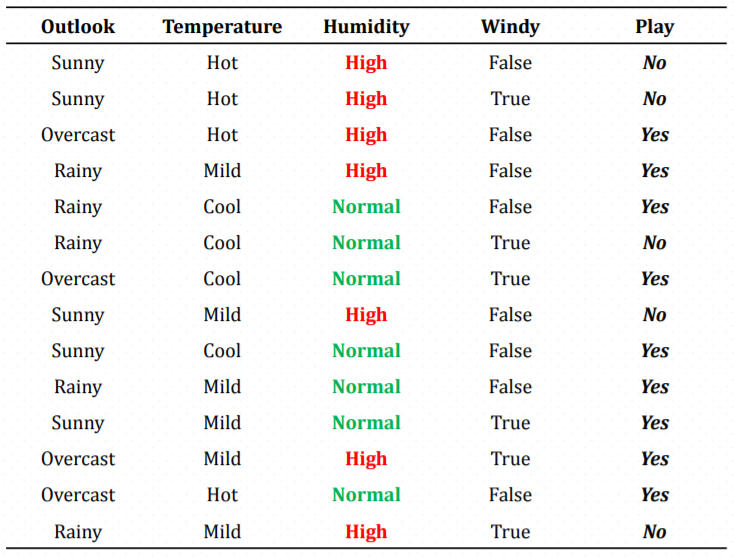 Outlook Temperature Humidity Windy Play
Sunny Hot High False No
Sunny Hot High True No
Overcast Hot High False Yes
Rainy Mild High False Yes
Rainy Cool Normal False Yes
Rainy Cool Normal True No
Overcast Cool Normal True Yes
Sunny Mild High False No
Sunny Cool Normal False Yes
Rainy Mild Normal False Yes
Sunny Mild Normal True Yes
Overcast Mild High True Yes
Overcast Hot Normal False Yes
Rainy Mild High True No